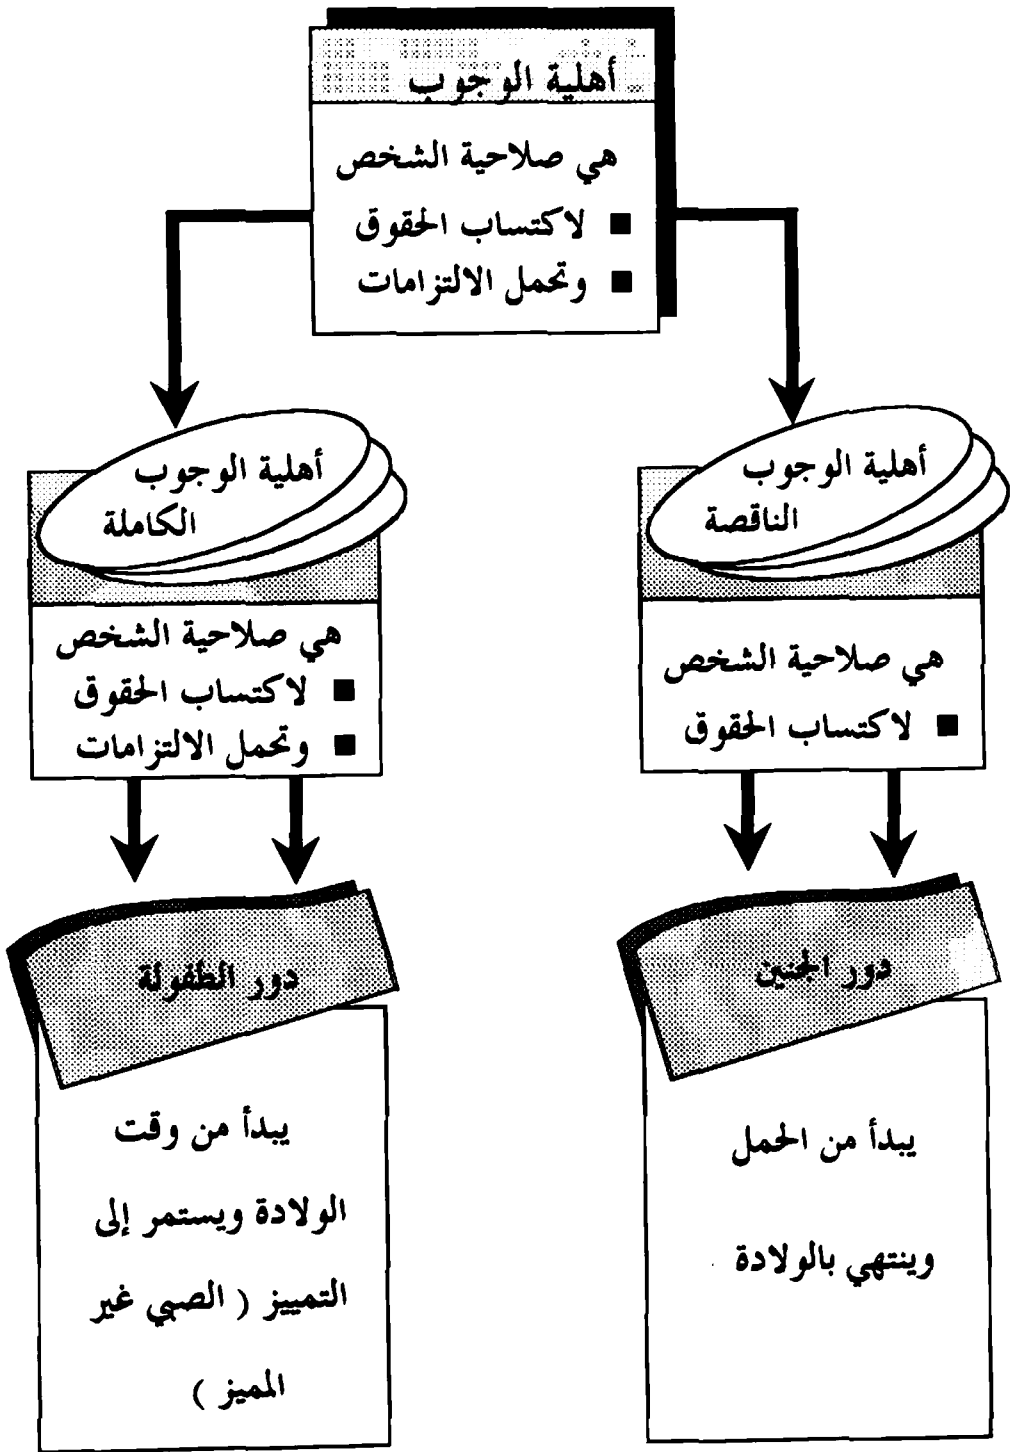 أهلية الوجوب
هي صلاحية الشخص
■ لاكتساب الحقوق
■ وتحمل الالتزامات
أهلية الوجوب
الناقصة
هي صلاحية الشخص
■ لاكتساب الحقوق
دور الجنين
يبدأ من الحمل
وينتهي بالولادة
أهلية الوجوب
الكاملة
هي صلاحية الشخص
■ لاكتساب الحقوق
■ وتحمل الالتزامات
دور الطفولة
يبدأ من وقت
الولادة ويستمر إلى
التمييز ( الصبي غير
المميز )